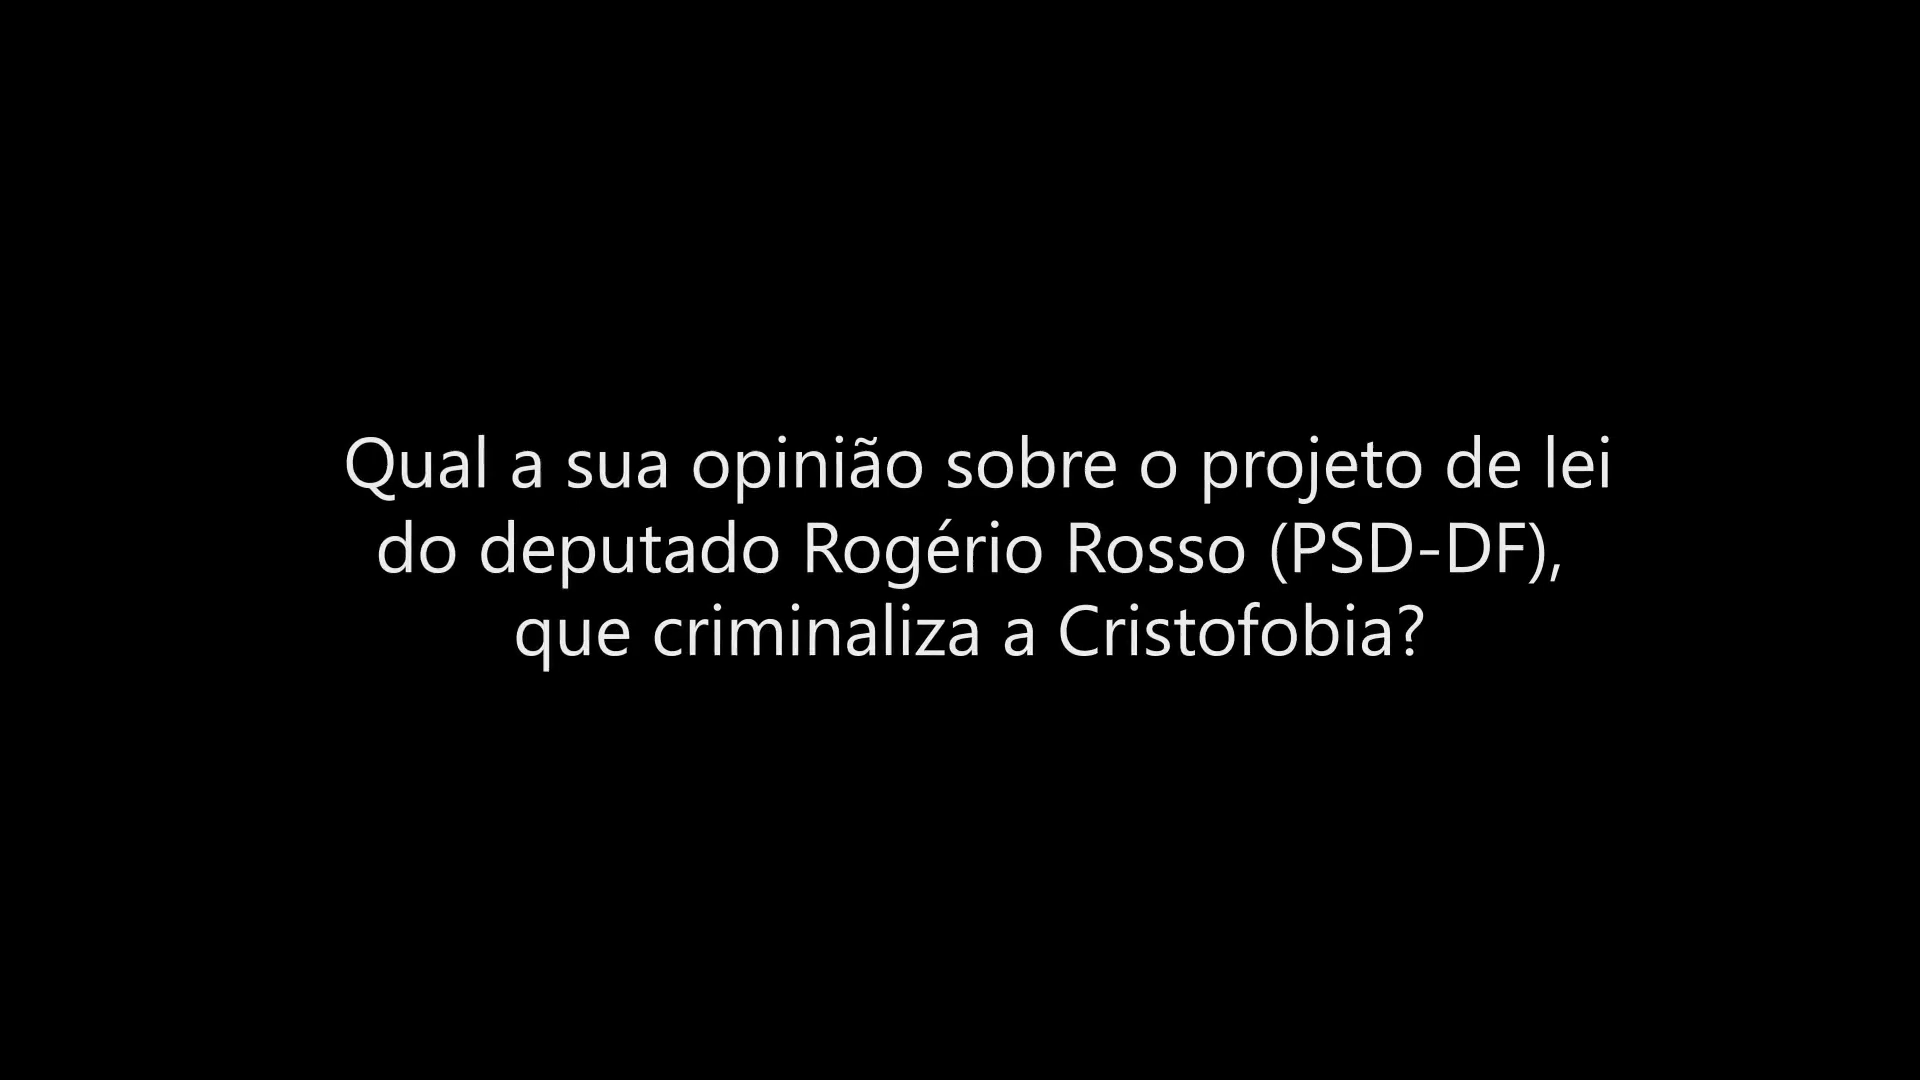 Qual a sua opinião sobre o projeto de lei
do deputado Rogério Rosso (PSD-DF),
que criminaliza a Cristofobia?